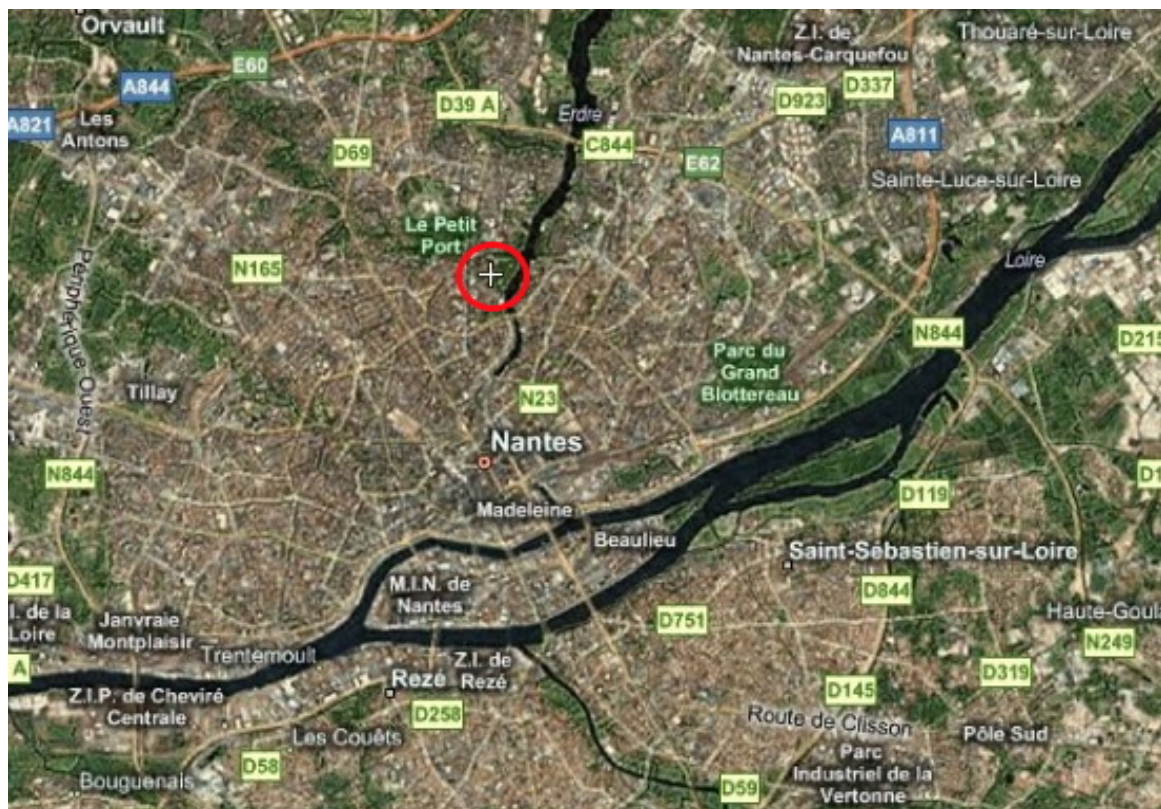 Orvault
Z.I. de
Nantes-Carquefou
Thouaré-sur-Loire
E60
A844
D39 A
D923
D337
A821
Les
Antons
Erdre
C844
A811
D69
E62
Sainte-Luce-sur-Loire
Le Petit
Port
N165
Périphérique Ouest
Loire
N844
D215
Parc du
Grand
Blottereau
Tillay
N23
Nantes
N844
D119
Madeleine
Beaulieu
Saint-Sébastien-sur-Loire
D417
M.I.N. de
Nantes
D844
I. de la
Loire
Janvraie
Montplaisir
D751
Haute-Goula
N249
Trentemoult
A
Z.I. de
Rezé
Rezé
D319
Z.I.P. de Cheviré
Centrale
D145
D258
Route de Clisson
Pôle Sud
Les Couëts
D58
Parc
Industriel de la
Vertonne
Bouguenais
D59